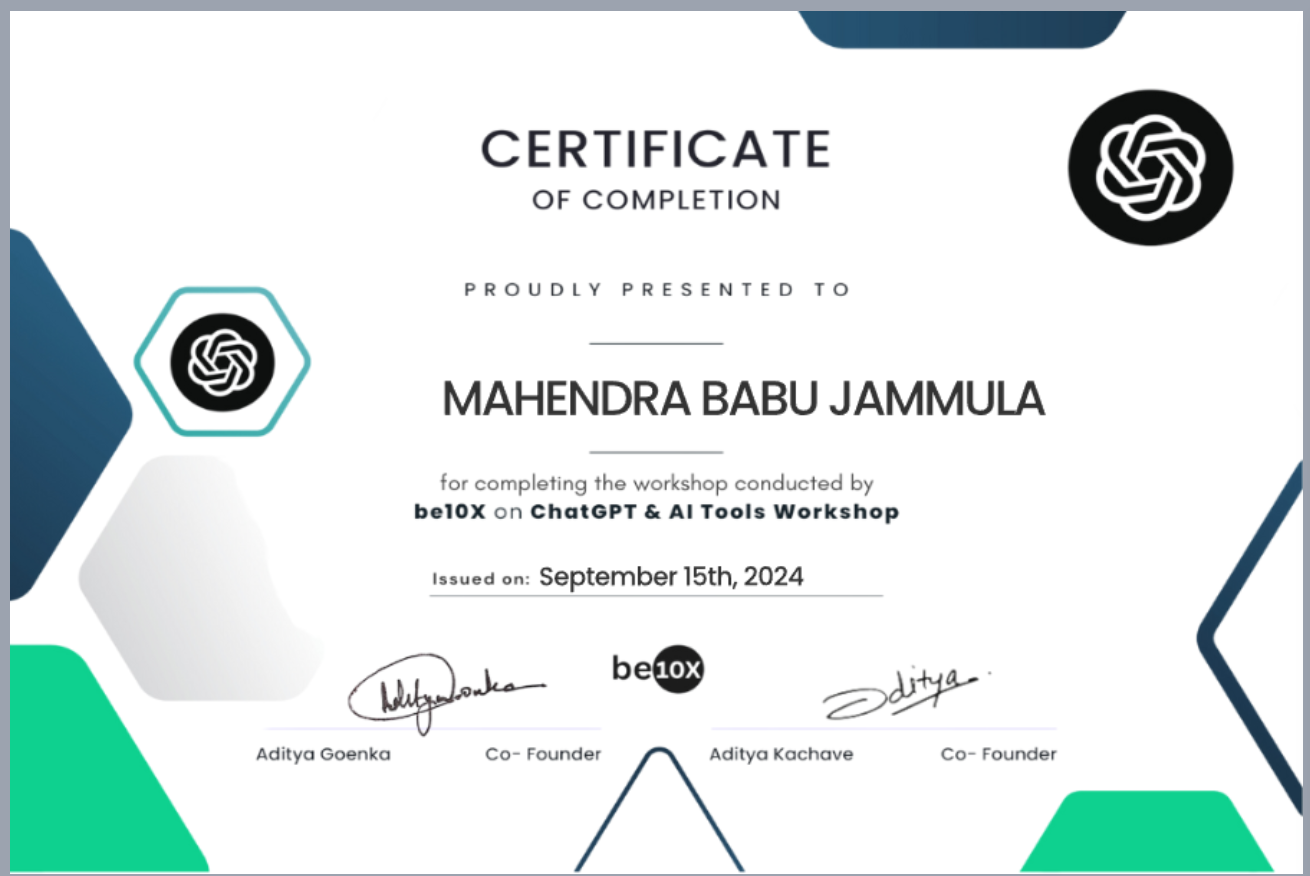 CERTIFICATE
OF COMPLETION
PROUDLY PRESENTED TO
MAHENDRA BABU JAMMULA
for completing the workshop conducted by
be10X on ChatGPT & AI Tools Workshop
Issued on: September 15th, 2024
be10X
AdityaGoenka
Aditya
Aditya Goenka Co- Founder
Aditya Kachave Co- Founder